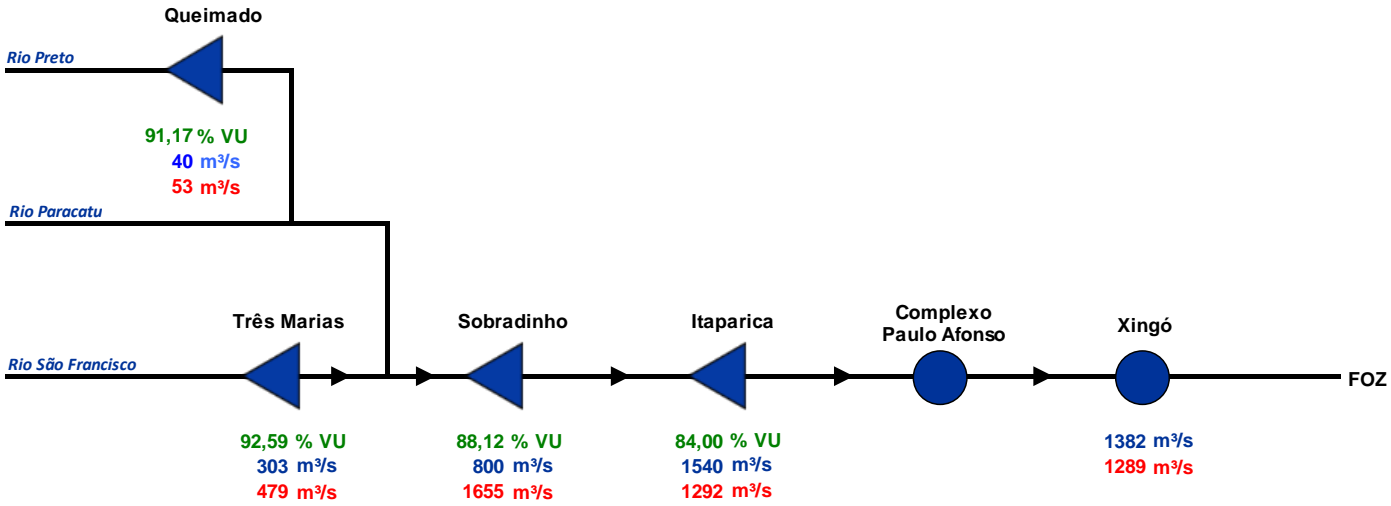 Queimado
Rio Preto
91,17 % VU
40 m³/s
53 m³/s
Rio Paracatu
Três Marias
Sobradinho
Itaparica
Complexo
Paulo Afonso
Xingó
Rio São Francisco
FOZ
92,59 % VU
303 m³/s
479 m³/s
88,12 % VU
800 m³/s
1655 m³/s
84,00 % VU
1540 m³/s
1292 m³/s
1382 m³/s
1289 m³/s